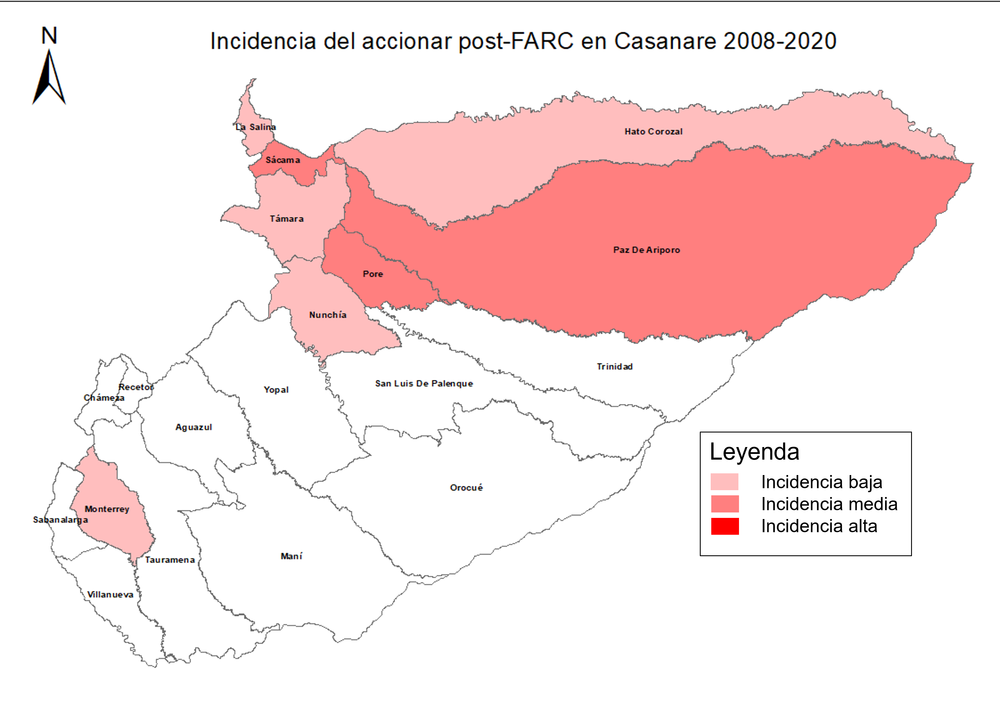 N
Incidencia del accionar post-FARC en Casanare 2008-2020
La Salina
Hato Corozal
Sácama
Támara
Paz De Ariporo
Pore
Nunchía
Trinidad
San Luis De Palenque
Recetor
Yopal
Chámeza
Aguazul
Orocué
Monterrey
Sabanalarga
Maní
Tauramena
Villanueva
Leyenda
Incidencia baja
Incidencia media
Incidencia alta